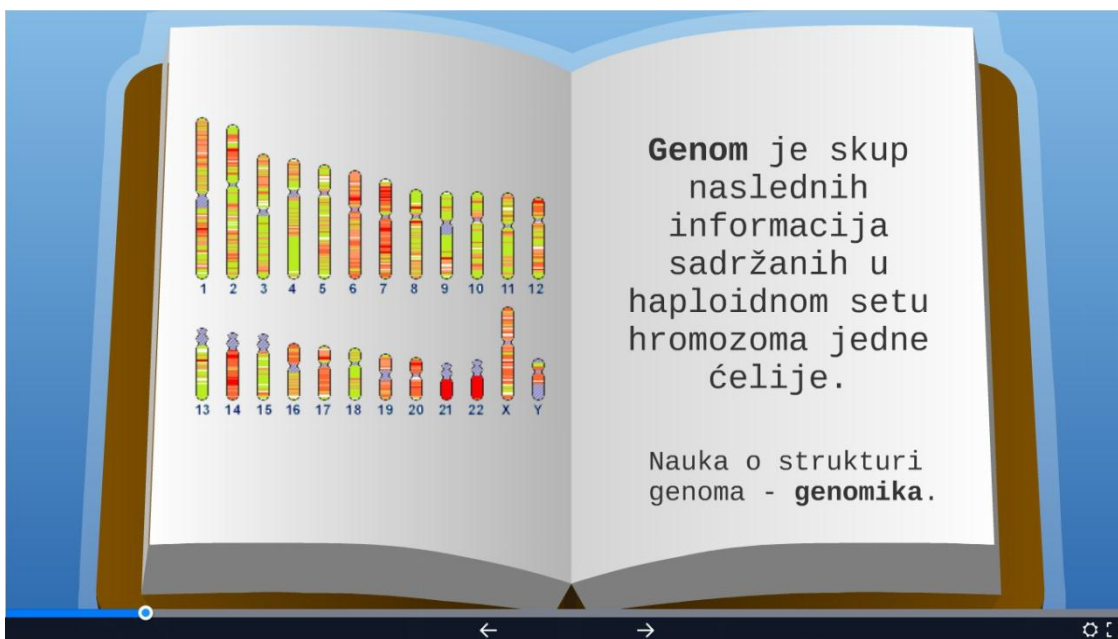 1 2 3 4 5 6 7 8 9 10 11 12
13 14 15 16 17 18 19 20 21 22 X Y
Genom je skup
naslednih
informacija
sadržanih u
haploidnom setu
hromozoma jedne
ćelije.
Nauka o strukturi
genoma - genomika.